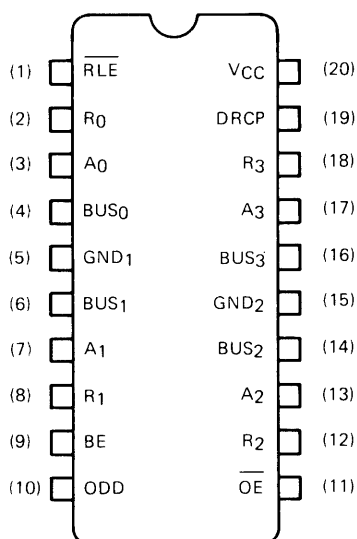 (1) R̅L̅E̅ VCC (20)
(2) R0 DRCP (19)
(3) A0 R3 (18)
(4) BUS0 A3 (17)
(5) GND1 BUS3 (16)
(6) BUS1 GND2 (15)
(7) A1 BUS2 (14)
(8) R1 A2 (13)
(9) BE R2 (12)
(10) ODD O̅E̅ (11)